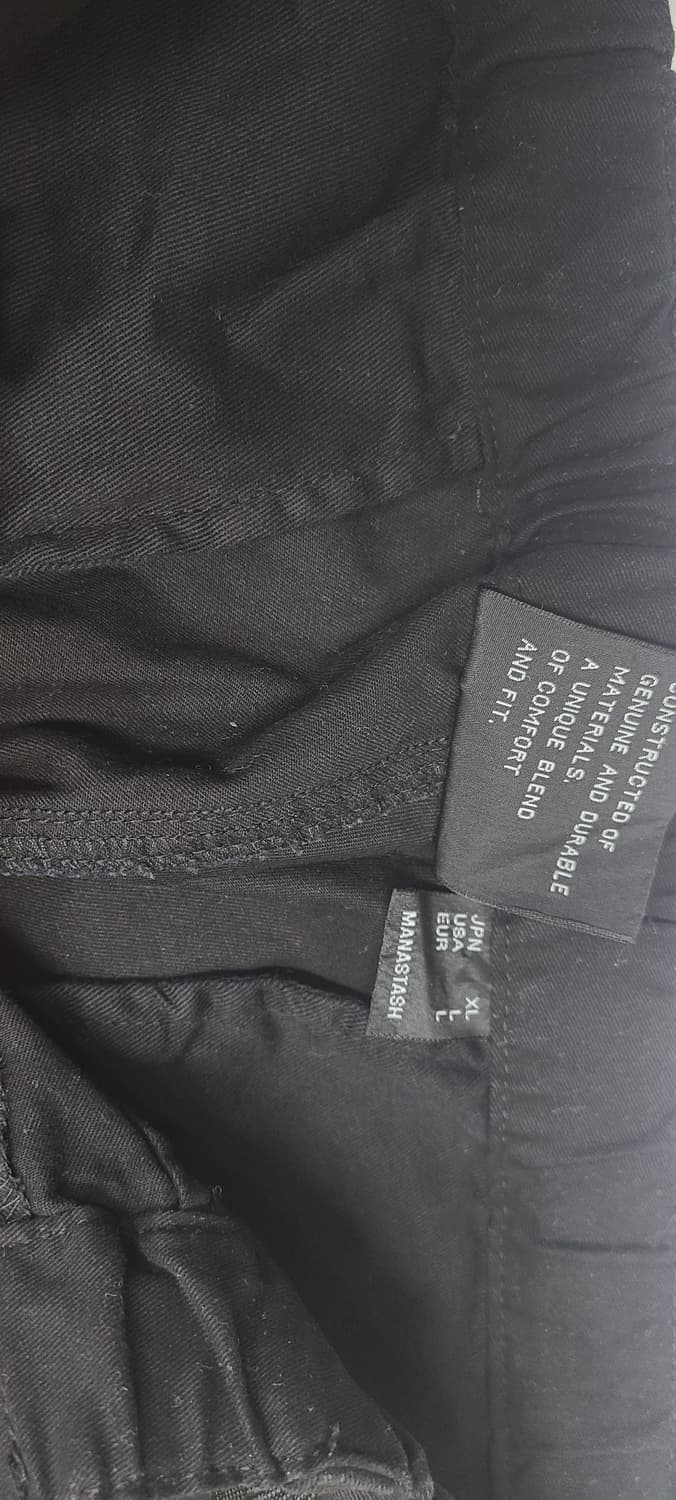 CONSTRUCTED OF
GENUINE AND DURABLE
MATERIALS.
A UNIQUE BLEND
OF COMFORT
AND FIT.
JPN XL
USA L
EUR L
MANASTASH